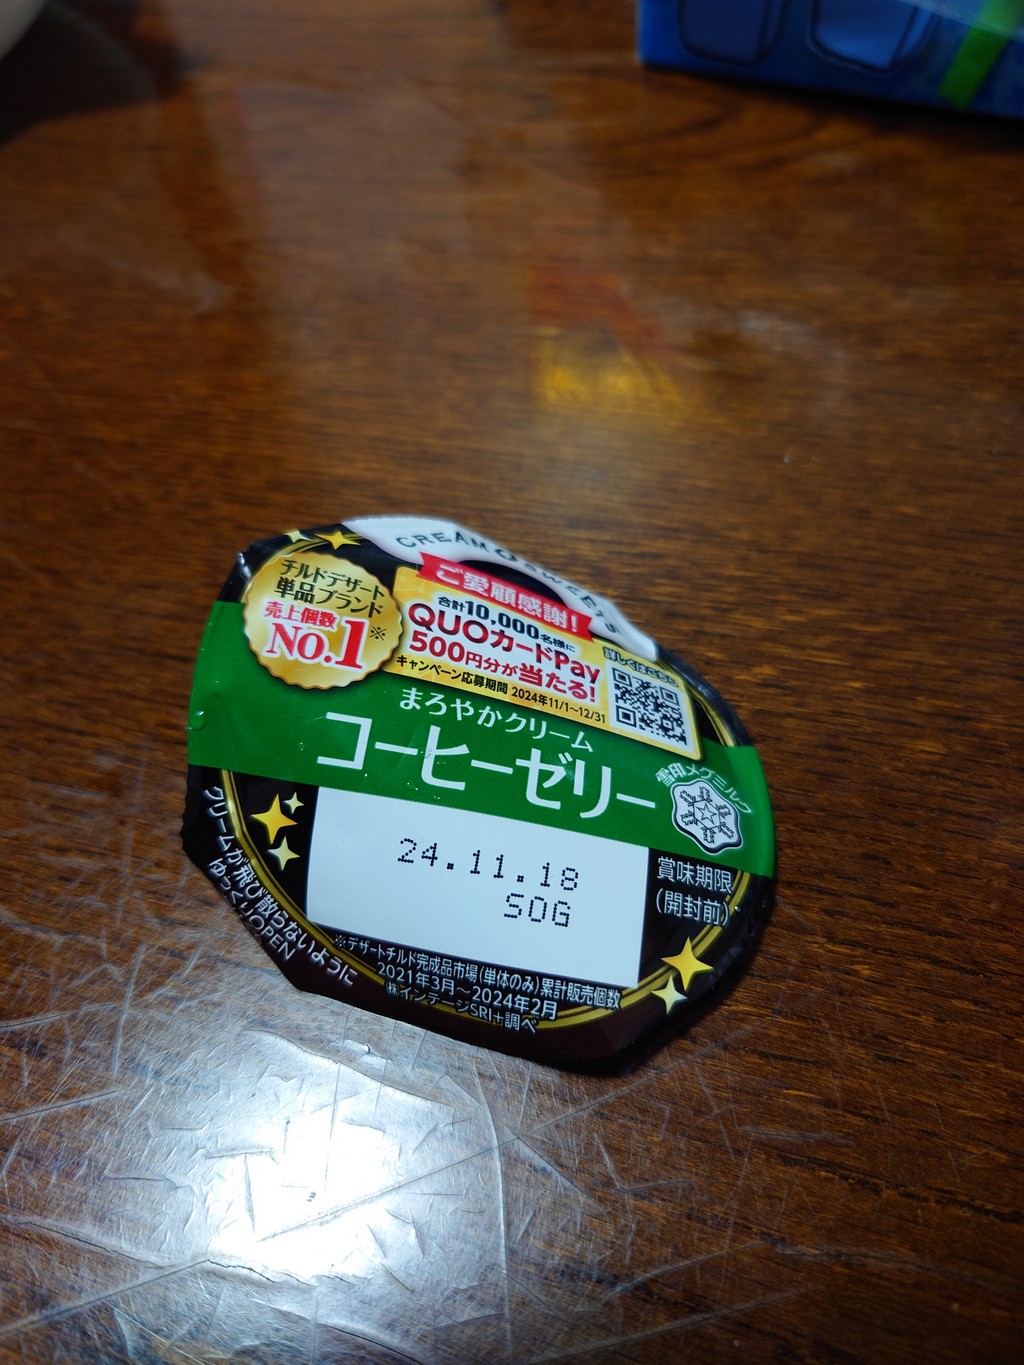 CREAM SWEETS
チルドデザート
単品ブランド
売上個数
No.1※
ご愛顧感謝!
合計10,000名様に
QUOカードPay
500円分が当たる!
キャンペーン応募期間 2024年11/1~12/31
詳しくはこちら
まろやかクリーム
コーヒーゼリー
雪印メグミルク
24.11.18
SOG
賞味期限
(開封前)
クリームが飛び散らないように
ゆっくりOPEN
※デザートチルド完成品市場(単体のみ)累計販売個数
2021年3月~2024年2月
㈱インテージSRI+調べ